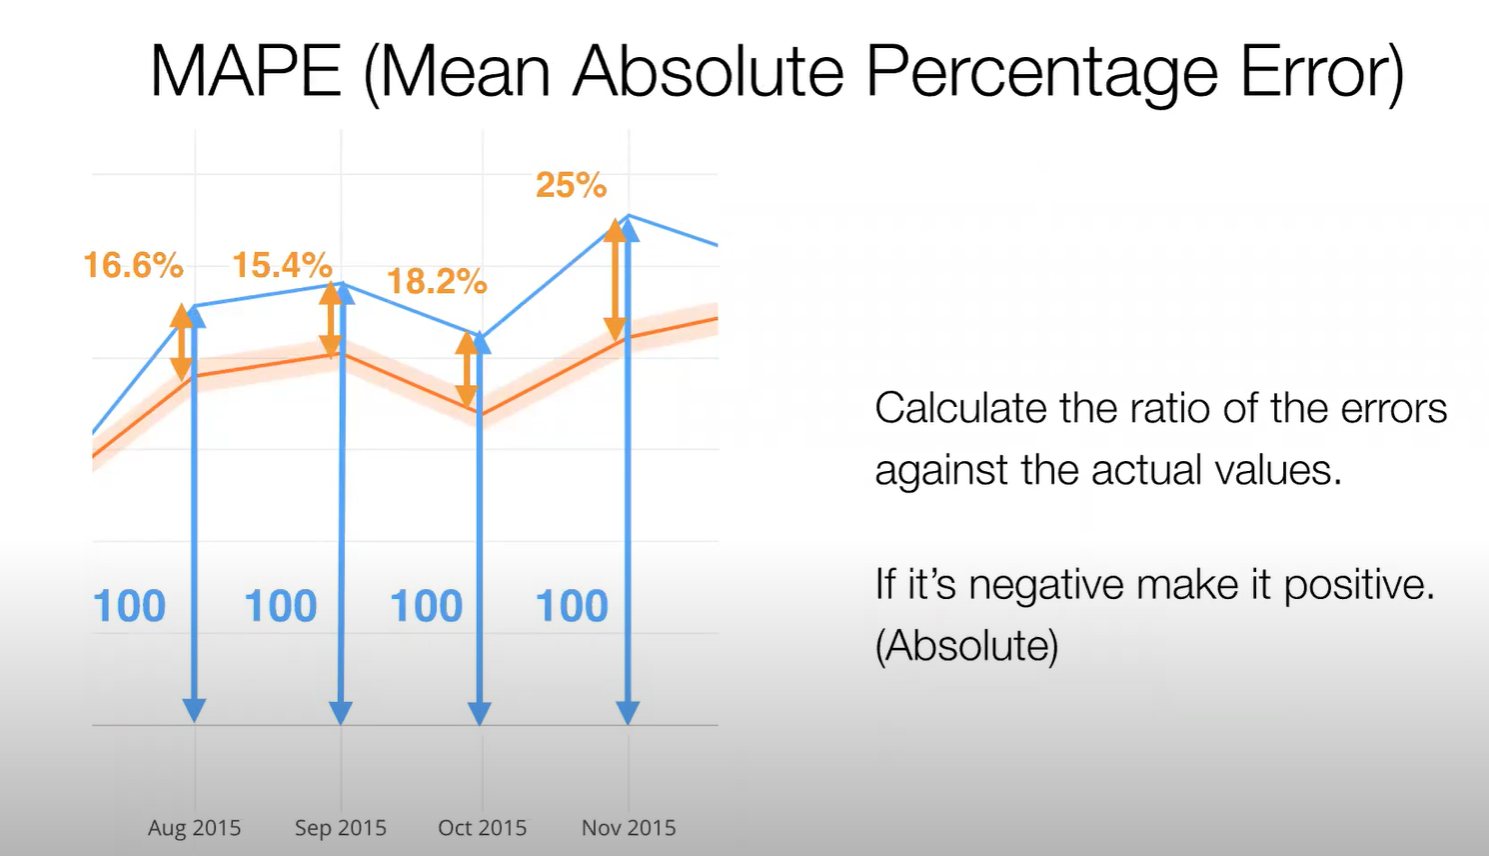 MAPE (Mean Absolute Percentage Error)
25%
16.6% 15.4% 18.2%
Calculate the ratio of the errors
against the actual values.
If it’s negative make it positive.
(Absolute)
100 100 100 100
Aug 2015 Sep 2015 Oct 2015 Nov 2015